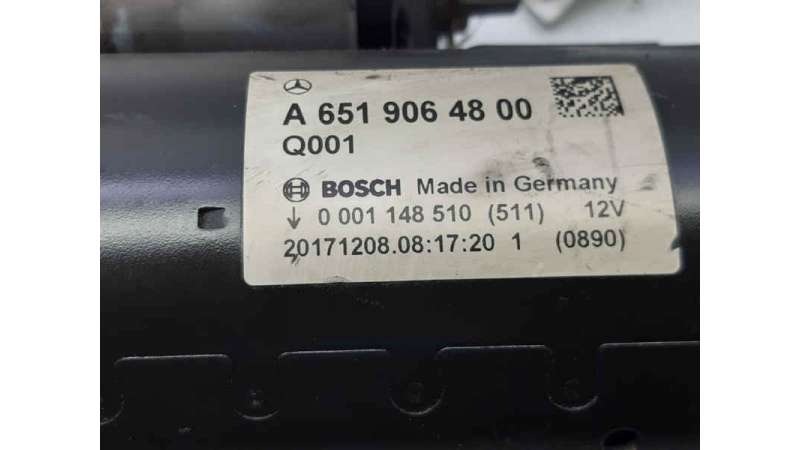 A 651 906 48 00
Q001
BOSCH Made in Germany
0 001 148 510 (511) 12V
20171208.08:17:20 1 (0890)